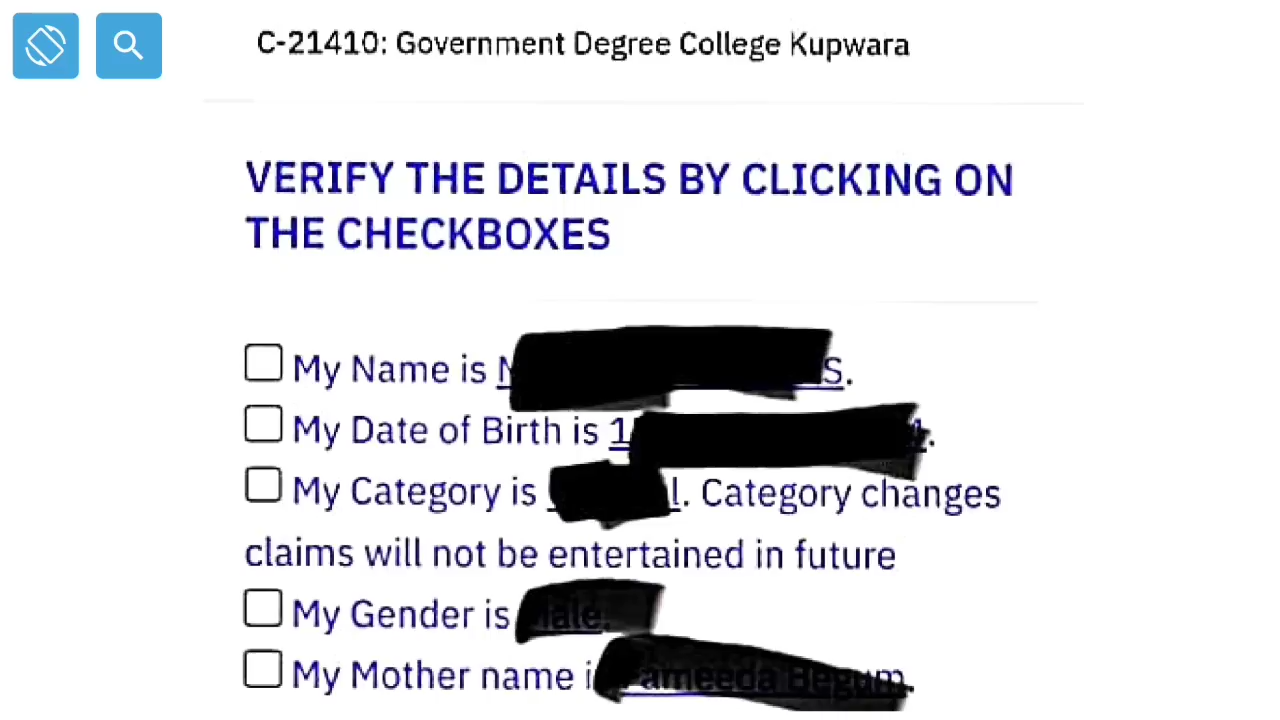 C-21410: Government Degree College Kupwara
VERIFY THE DETAILS BY CLICKING ON
THE CHECKBOXES
My Name is
My Date of Birth is
My Category is . Category changes
claims will not be entertained in future
My Gender is
My Mother name